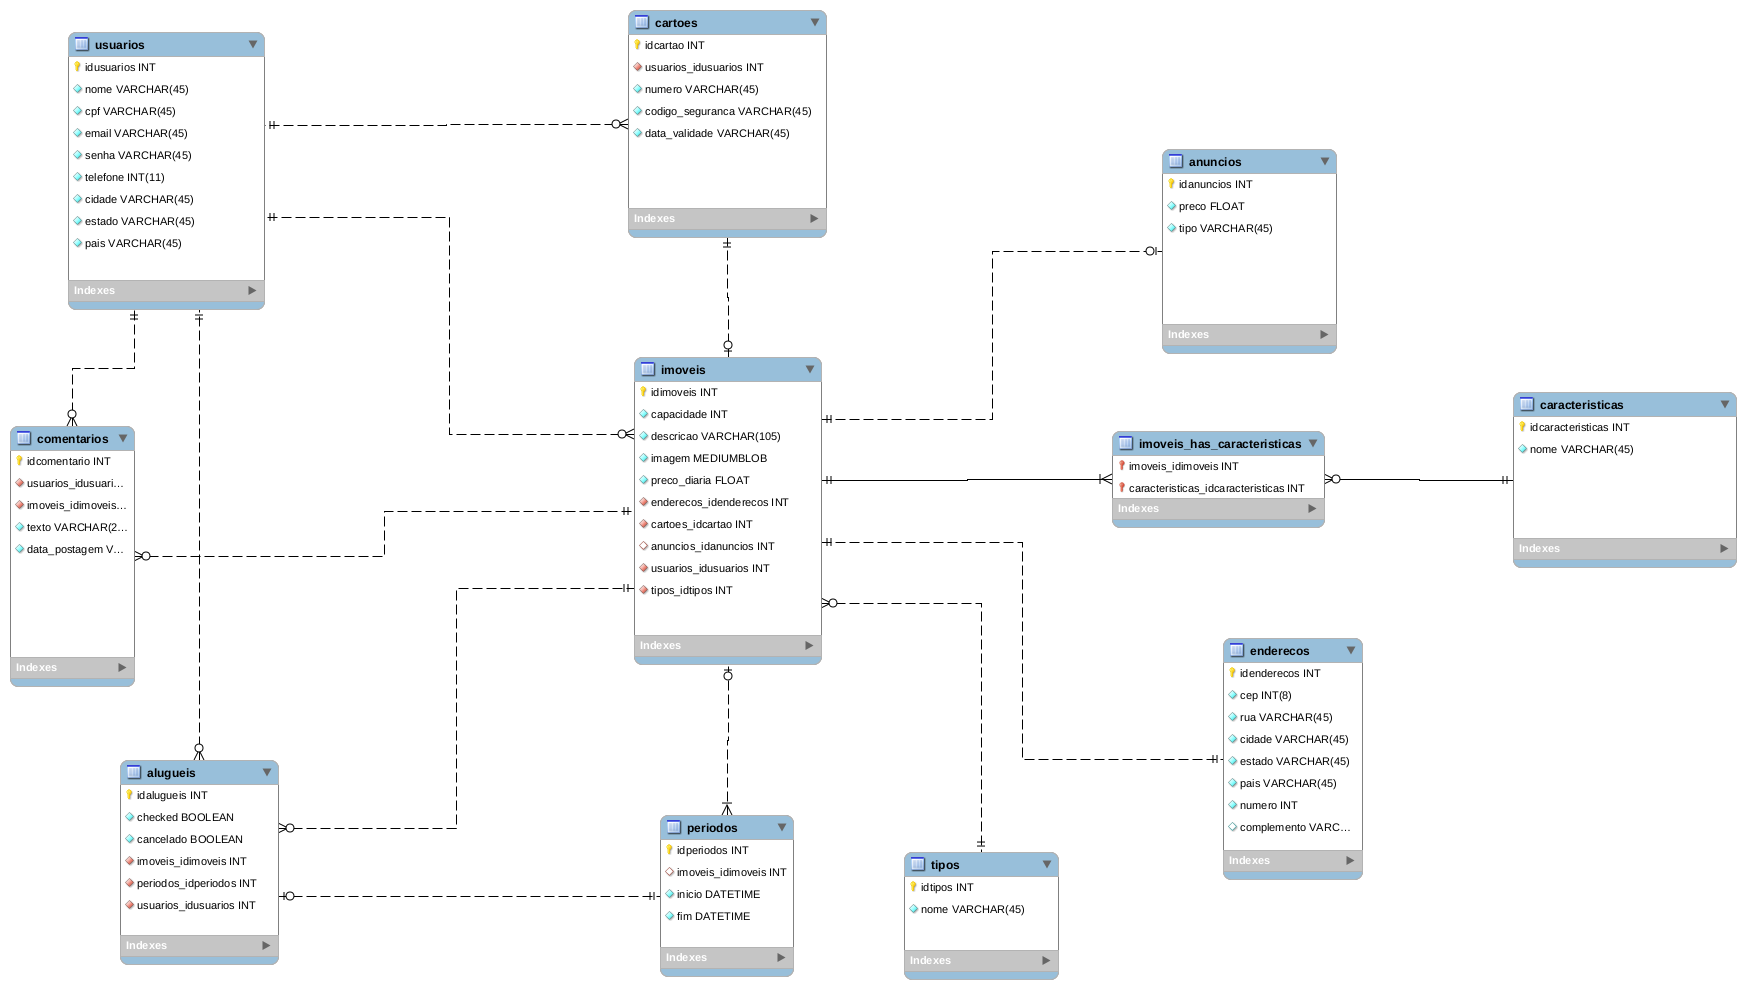 usuarios
idusuarios INT
nome VARCHAR(45)
cpf VARCHAR(45)
email VARCHAR(45)
senha VARCHAR(45)
telefone INT(11)
cidade VARCHAR(45)
estado VARCHAR(45)
pais VARCHAR(45)
Indexes
cartoes
idcartao INT
usuarios_idusuarios INT
numero VARCHAR(45)
codigo_seguranca VARCHAR(45)
data_validade VARCHAR(45)
Indexes
anuncios
idanuncios INT
preco FLOAT
tipo VARCHAR(45)
Indexes
comentarios
idcomentario INT
usuarios_idusuari...
imoveis_idimoveis...
texto VARCHAR(2...
data_postagem V...
Indexes
imoveis
idimoveis INT
capacidade INT
descricao VARCHAR(105)
imagem MEDIUMBLOB
preco_diaria FLOAT
enderecos_idenderecos INT
cartoes_idcartao INT
anuncios_idanuncios INT
usuarios_idusuarios INT
tipos_idtipos INT
Indexes
imoveis_has_caracteristicas
imoveis_idimoveis INT
caracteristicas_idcaracteristicas INT
Indexes
caracteristicas
idcaracteristicas INT
nome VARCHAR(45)
Indexes
enderecos
idenderecos INT
cep INT(8)
rua VARCHAR(45)
cidade VARCHAR(45)
estado VARCHAR(45)
pais VARCHAR(45)
numero INT
complemento VARC...
Indexes
alugueis
idalugueis INT
checked BOOLEAN
cancelado BOOLEAN
imoveis_idimoveis INT
periodos_idperiodos INT
usuarios_idusuarios INT
Indexes
periodos
idperiodos INT
imoveis_idimoveis INT
inicio DATETIME
fim DATETIME
Indexes
tipos
idtipos INT
nome VARCHAR(45)
Indexes